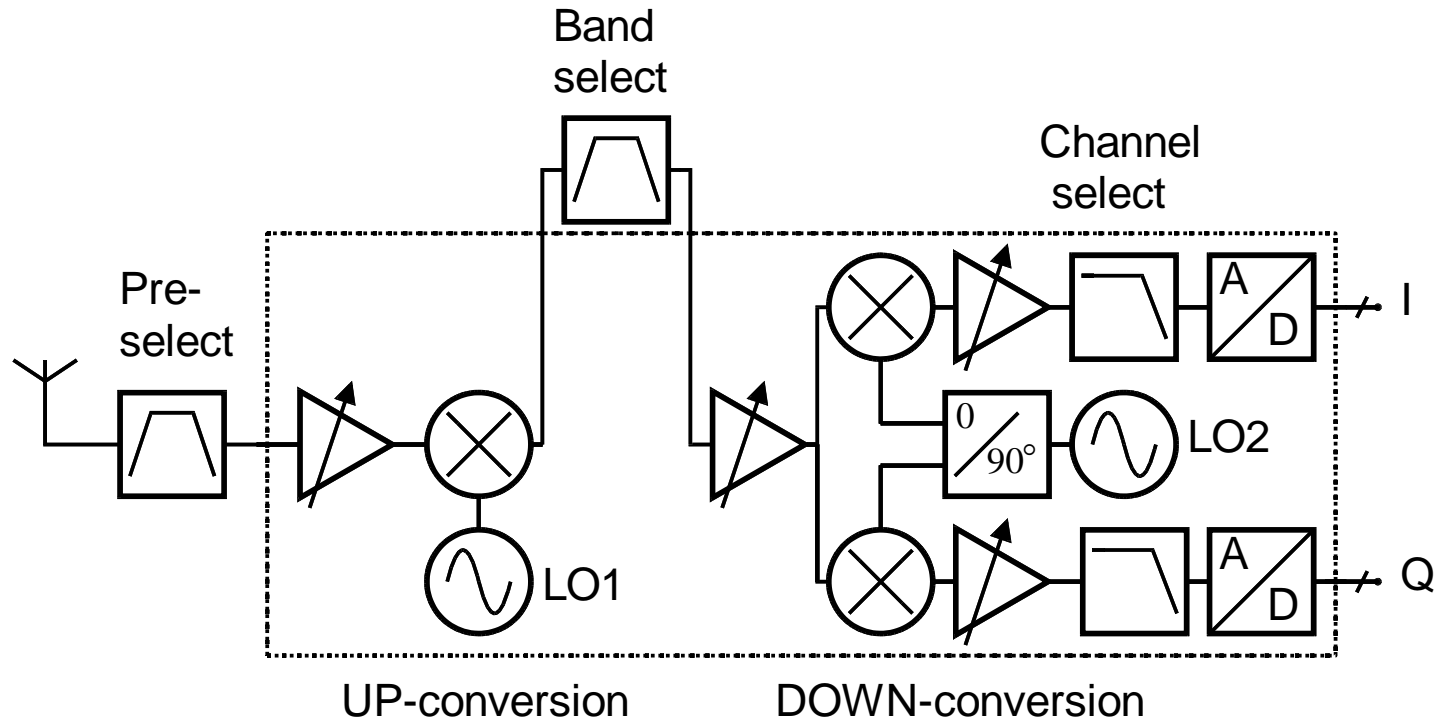 Band
select
Channel
select
Pre-
select
A
D
I
0
90°
LO2
LO1
A
D
Q
UP-conversion
DOWN-conversion